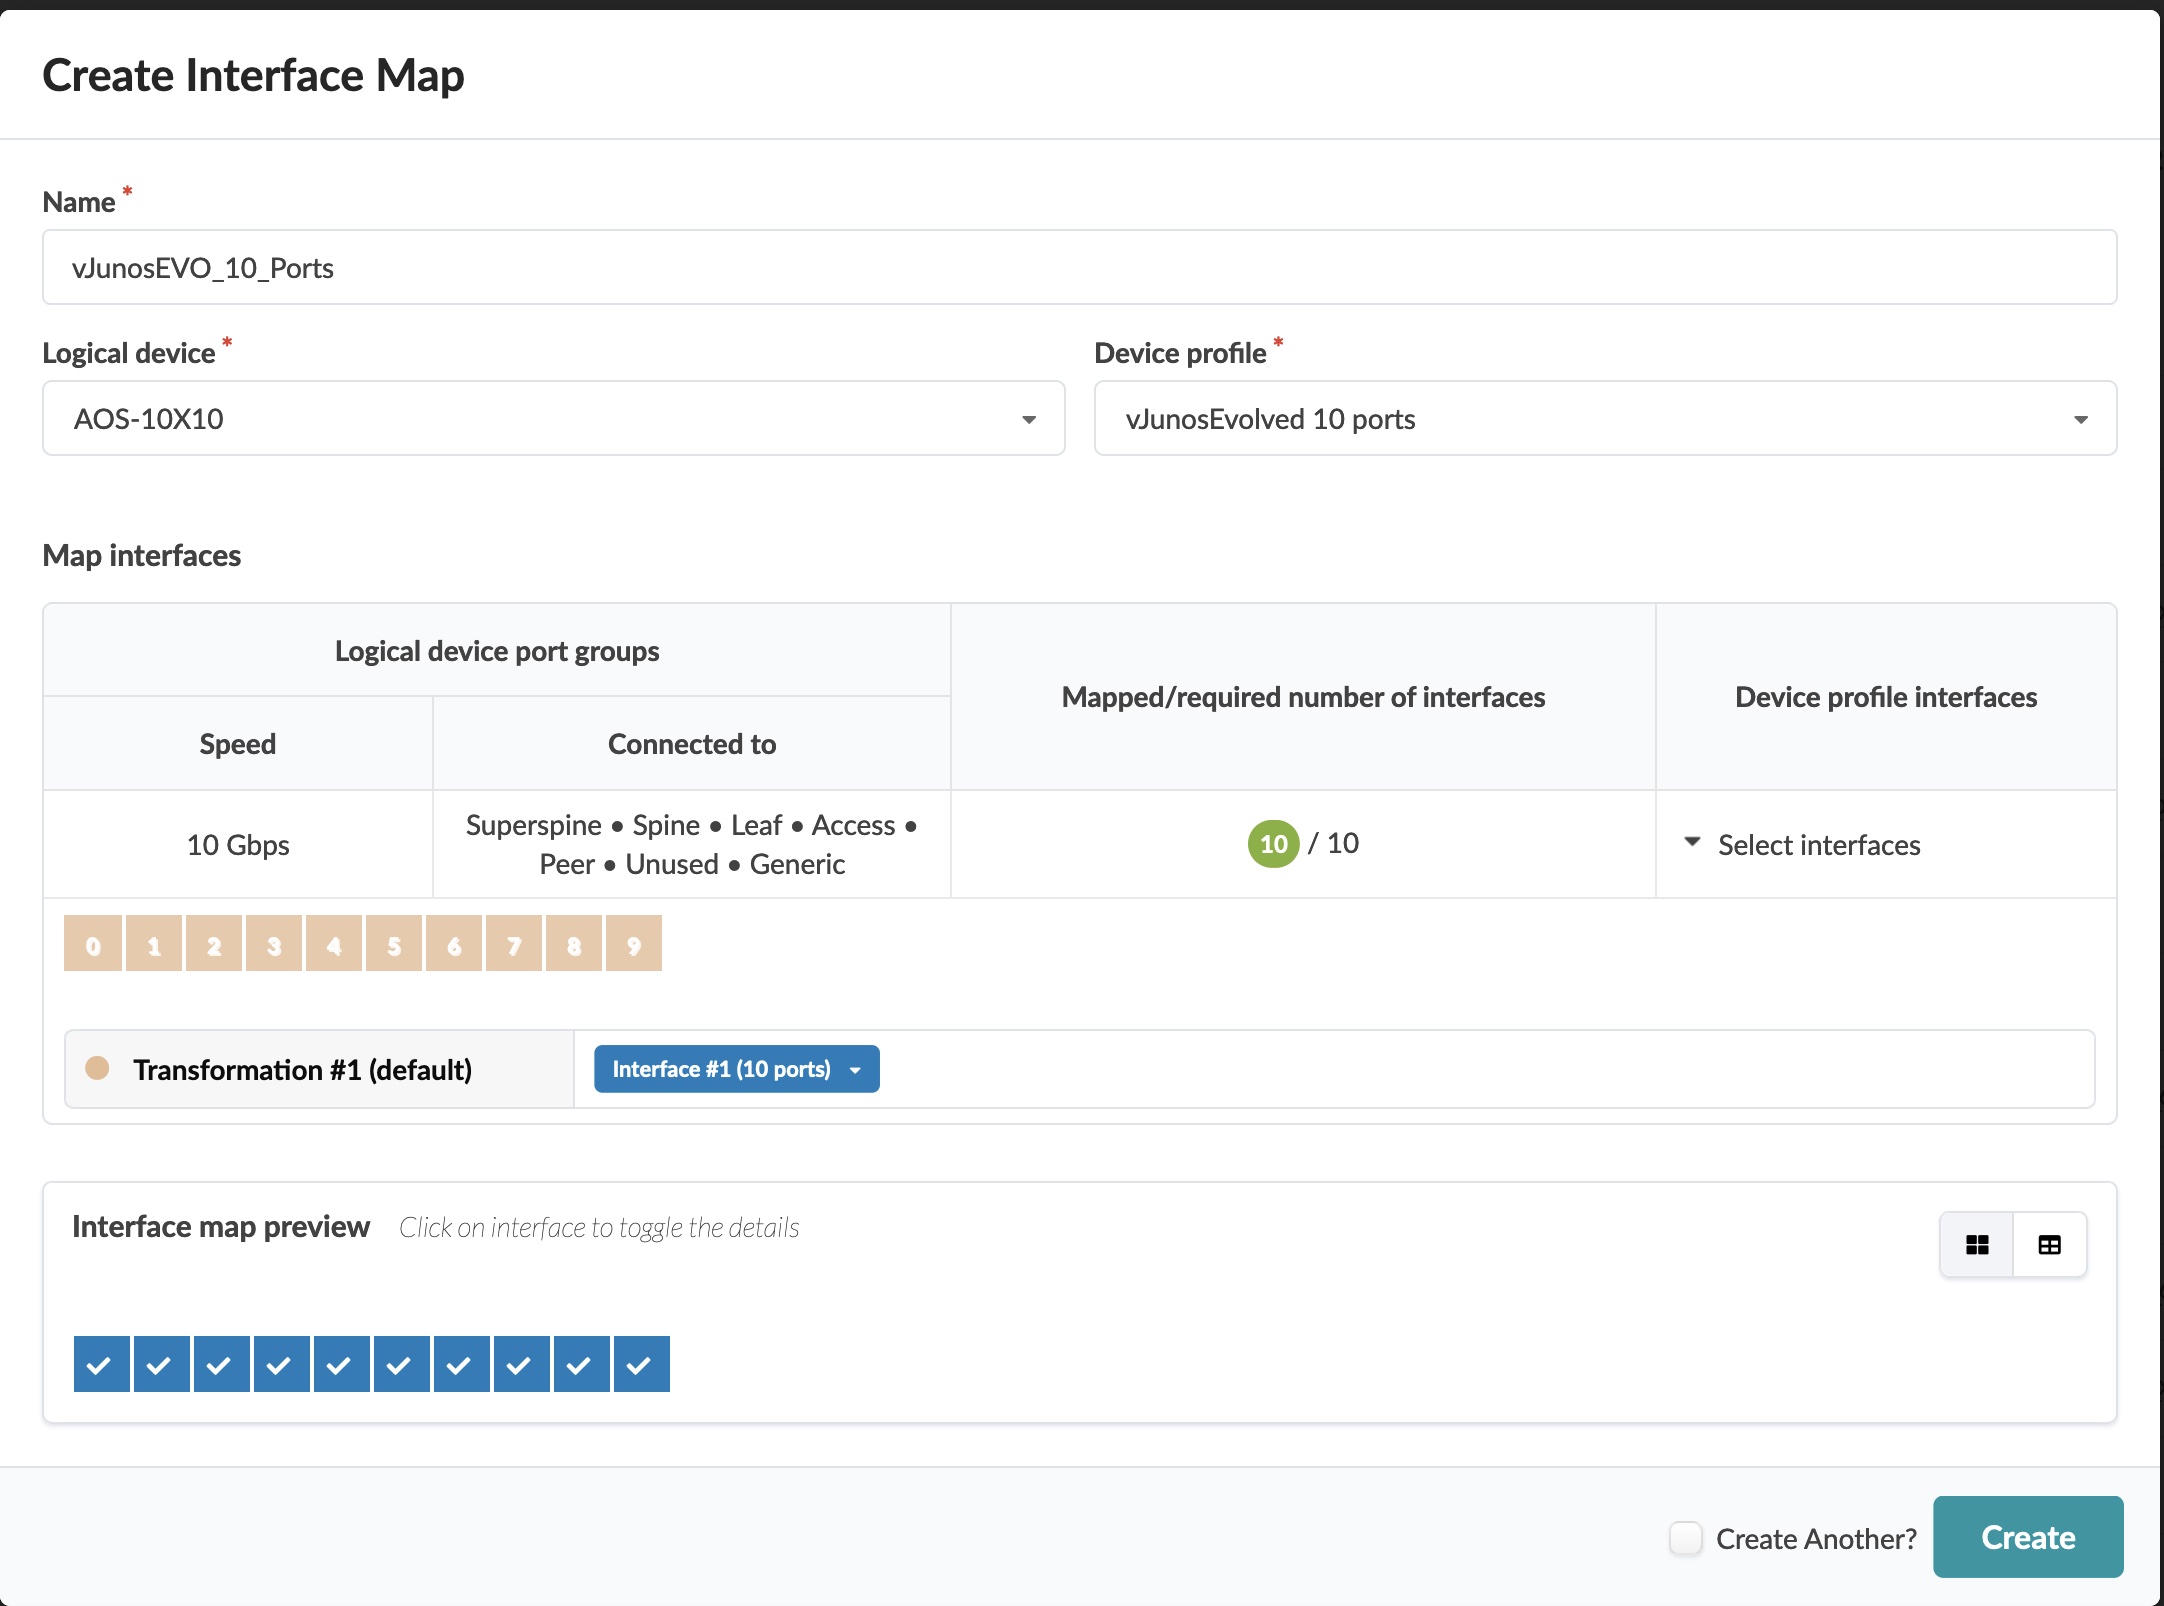 Create Interface Map
Name *
vJunosEVO_10_Ports
Logical device *
Device profile *
AOS-10X10
vJunosEvolved 10 ports
Map interfaces
Logical device port groups
Mapped/required number of interfaces
Device profile interfaces
Speed
Connected to
10 Gbps
Superspine • Spine • Leaf • Access •
Peer • Unused • Generic
10 / 10
Select interfaces
0 1 2 3 4 5 6 7 8 9
Transformation #1 (default)
Interface #1 (10 ports)
Interface map preview Click on interface to toggle the details
Create Another?
Create